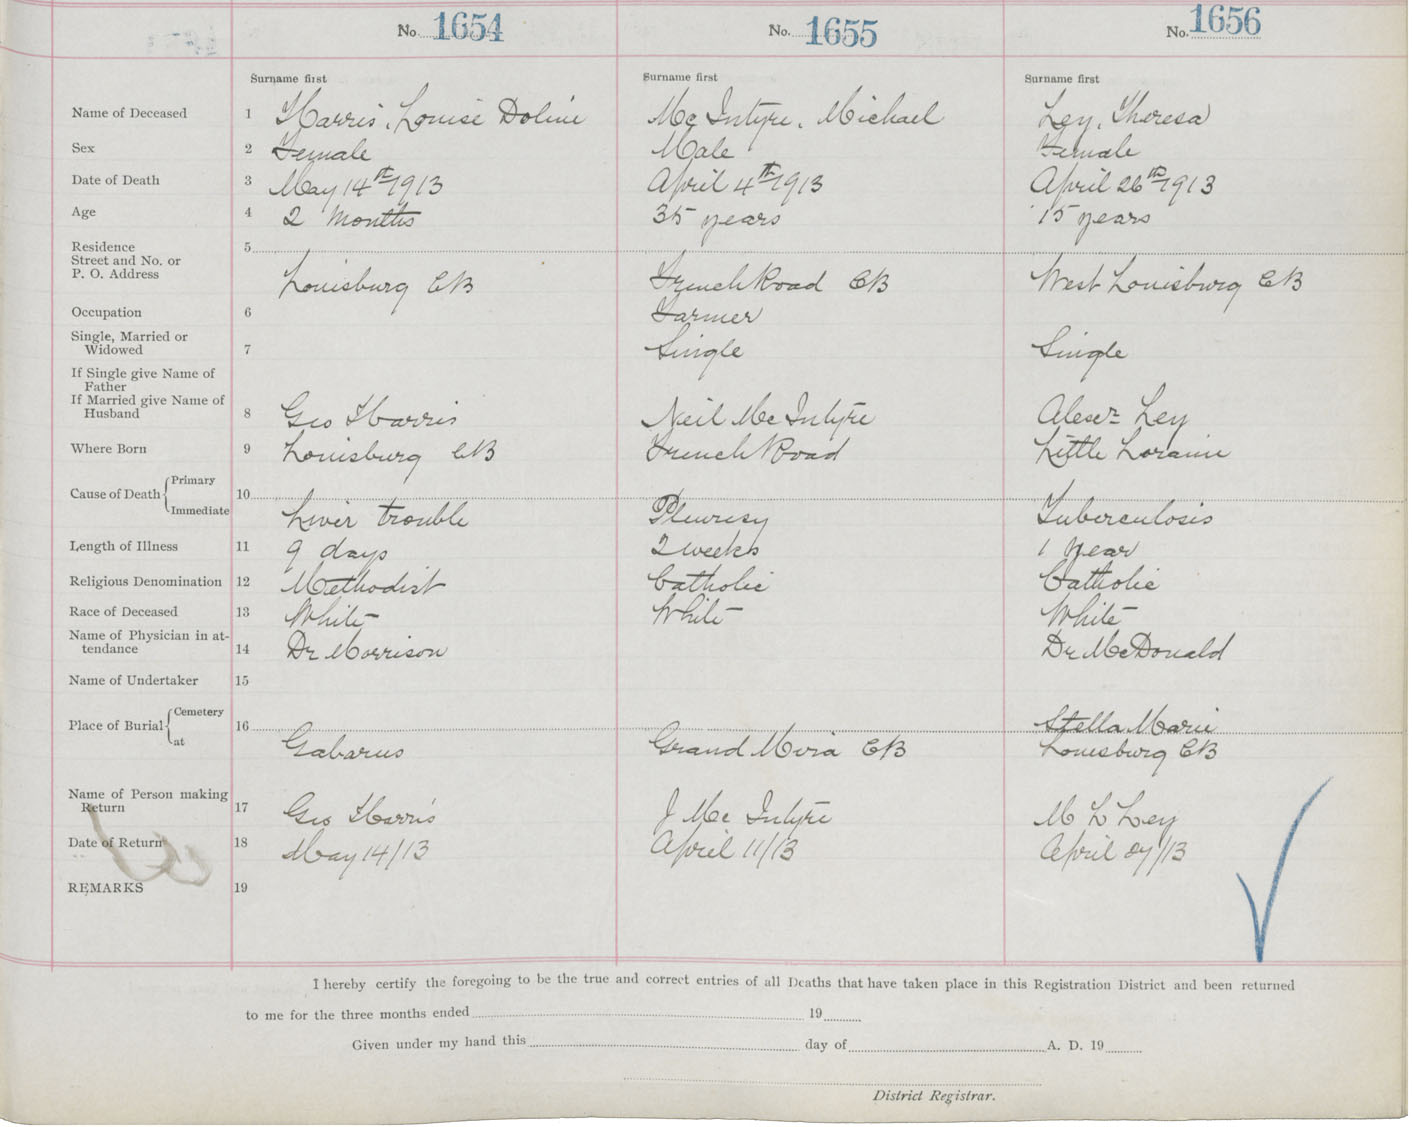 No. 1654 No. 1655 No. 1656
Surname first Surname first Surname first
Name of Deceased 1 Harris, Louise Doline Mc Intyre, Michael Ley, Theresa
Sex 2 Female Male Female
Date of Death 3 May 14th 1913 April 4th 1913 April 26th 1913
Age 4 2 months 35 years 15 years
Residence 5
Street and No. or
P. O. Address Louisburg CB French Road CB West Louisburg CB
Occupation 6 Farmer
Single, Married or
Widowed 7 Single Single
If Single give Name of
Father
If Married give Name of
Husband 8 Geo Harris Neil Mc Intyre Alexr Ley
Where Born 9 Louisburg CB French Road Little Lorain
Cause of Death { Primary 10
Immediate Liver trouble Pleuresy Tuberculosis
Length of Illness 11 9 days 2 weeks 1 year
Religious Denomination 12 Methodist Catholic Catholic
Race of Deceased 13 White White White
Name of Physician in at-
tendance 14 Dr Morrison Dr McDonald
Name of Undertaker 15
Place of Burial { Cemetery 16 Stella Marie
at Gabarus Grand Mira CB Louisburg CB
Name of Person making
Return 17 Geo Harris J Mc Intyre M L Ley
Date of Return 18 May 14/13 April 11/13 April 27/13
REMARKS 19
I hereby certify the foregoing to be the true and correct entries of all Deaths that have taken place in this Registration District and been returned
to me for the three months ended 19
Given under my hand this day of A. D. 19
District Registrar.